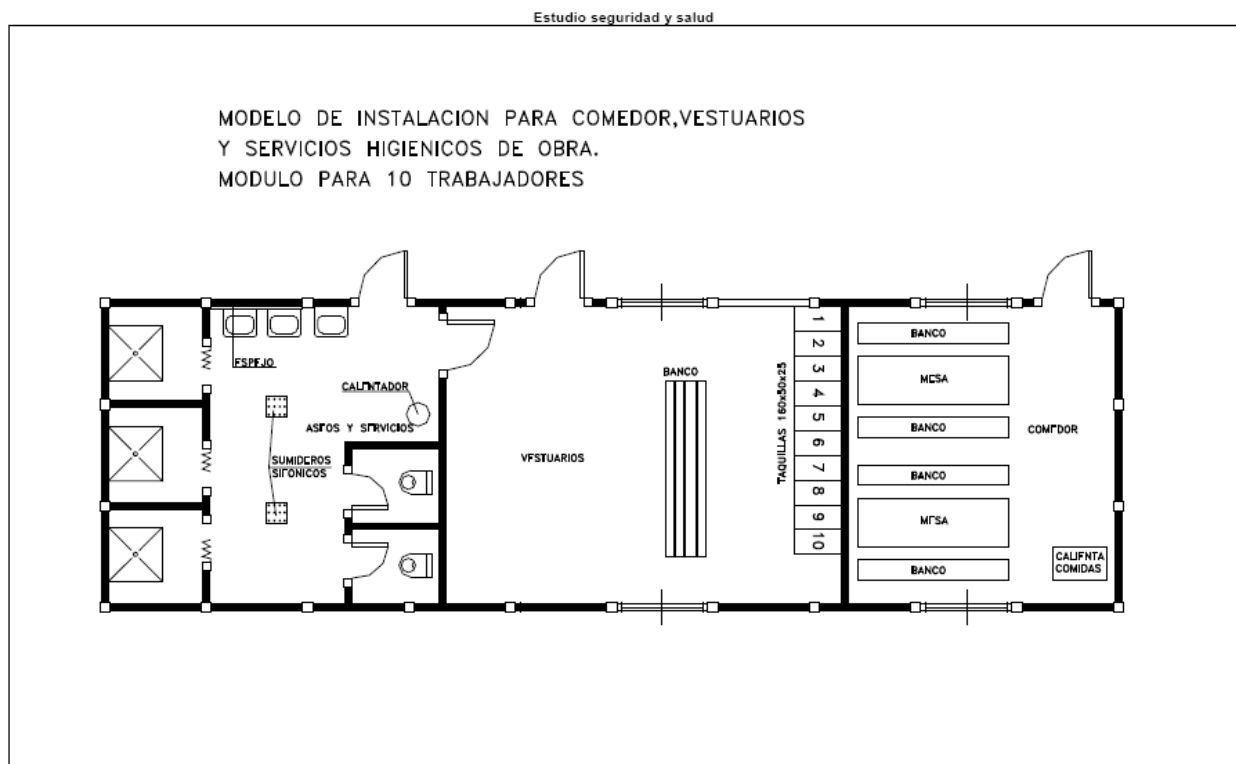 Estudio seguridad y salud
MODELO DE INSTALACION PARA COMEDOR,VESTUARIOS
Y SERVICIOS HIGIENICOS DE OBRA.
MODULO PARA 10 TRABAJADORES
ESPEJO
CALENTADOR
ASEOS Y SERVICIOS
SUMIDEROS
SIFONICOS
VESTUARIOS
BANCO
TAQUILLAS 160x50x25
1
2
3
4
5
6
7
8
9
10
BANCO
MESA
BANCO
COMEDOR
BANCO
MESA
BANCO
CALIENTA
COMIDAS